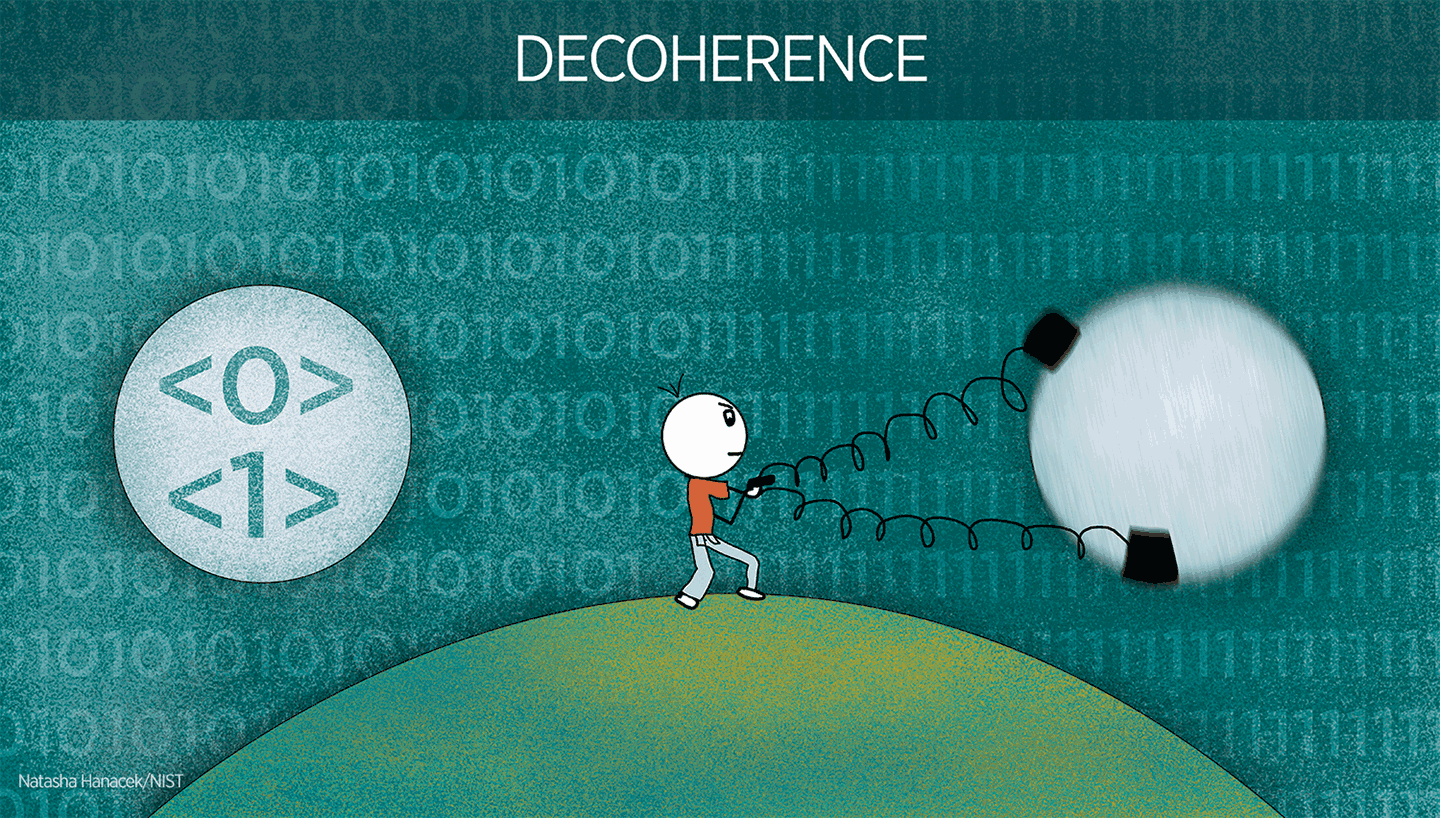 DECOHERENCE
<0>
<1>
Natasha Hanacek/NIST